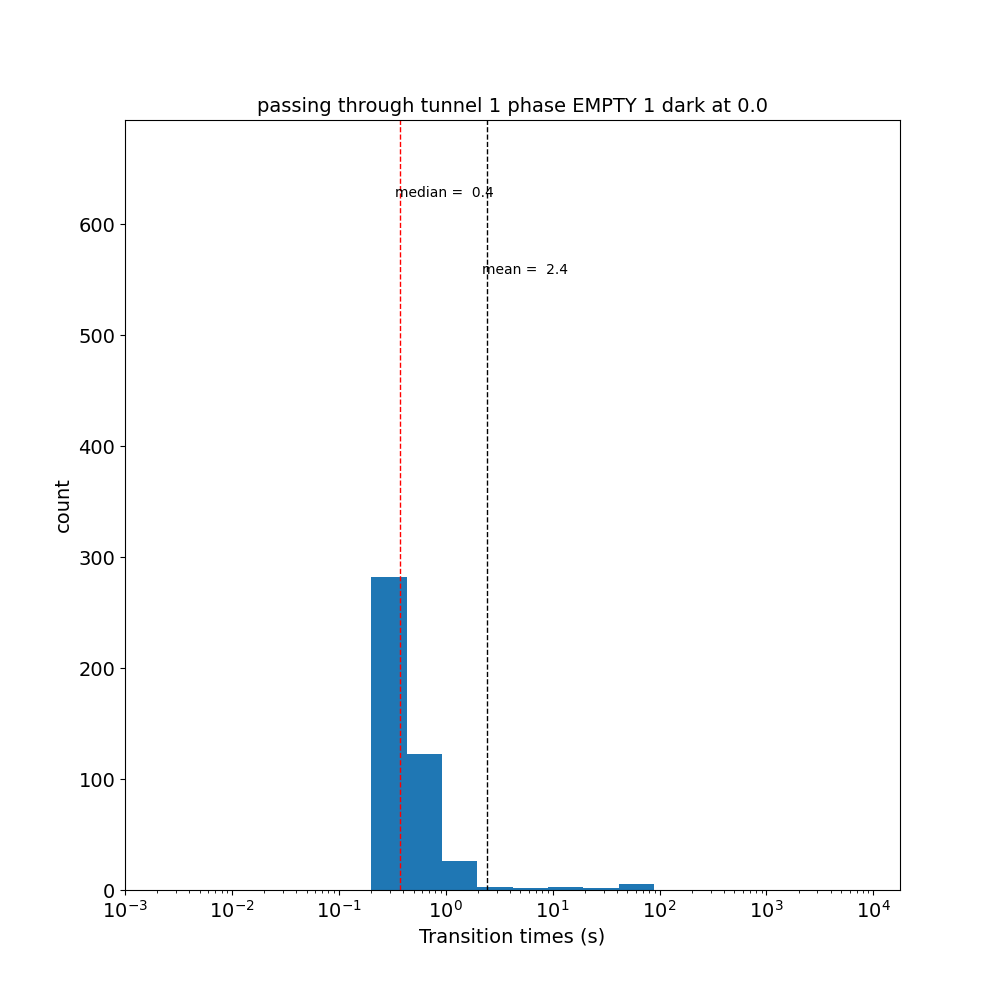 passing through tunnel 1 phase EMPTY 1 dark at 0.0
median =  0.4
mean =  2.4
600
500
400
300
200
100
0
count
10⁻³ 10⁻² 10⁻¹ 10⁰ 10¹ 10² 10³ 10⁴
Transition times (s)